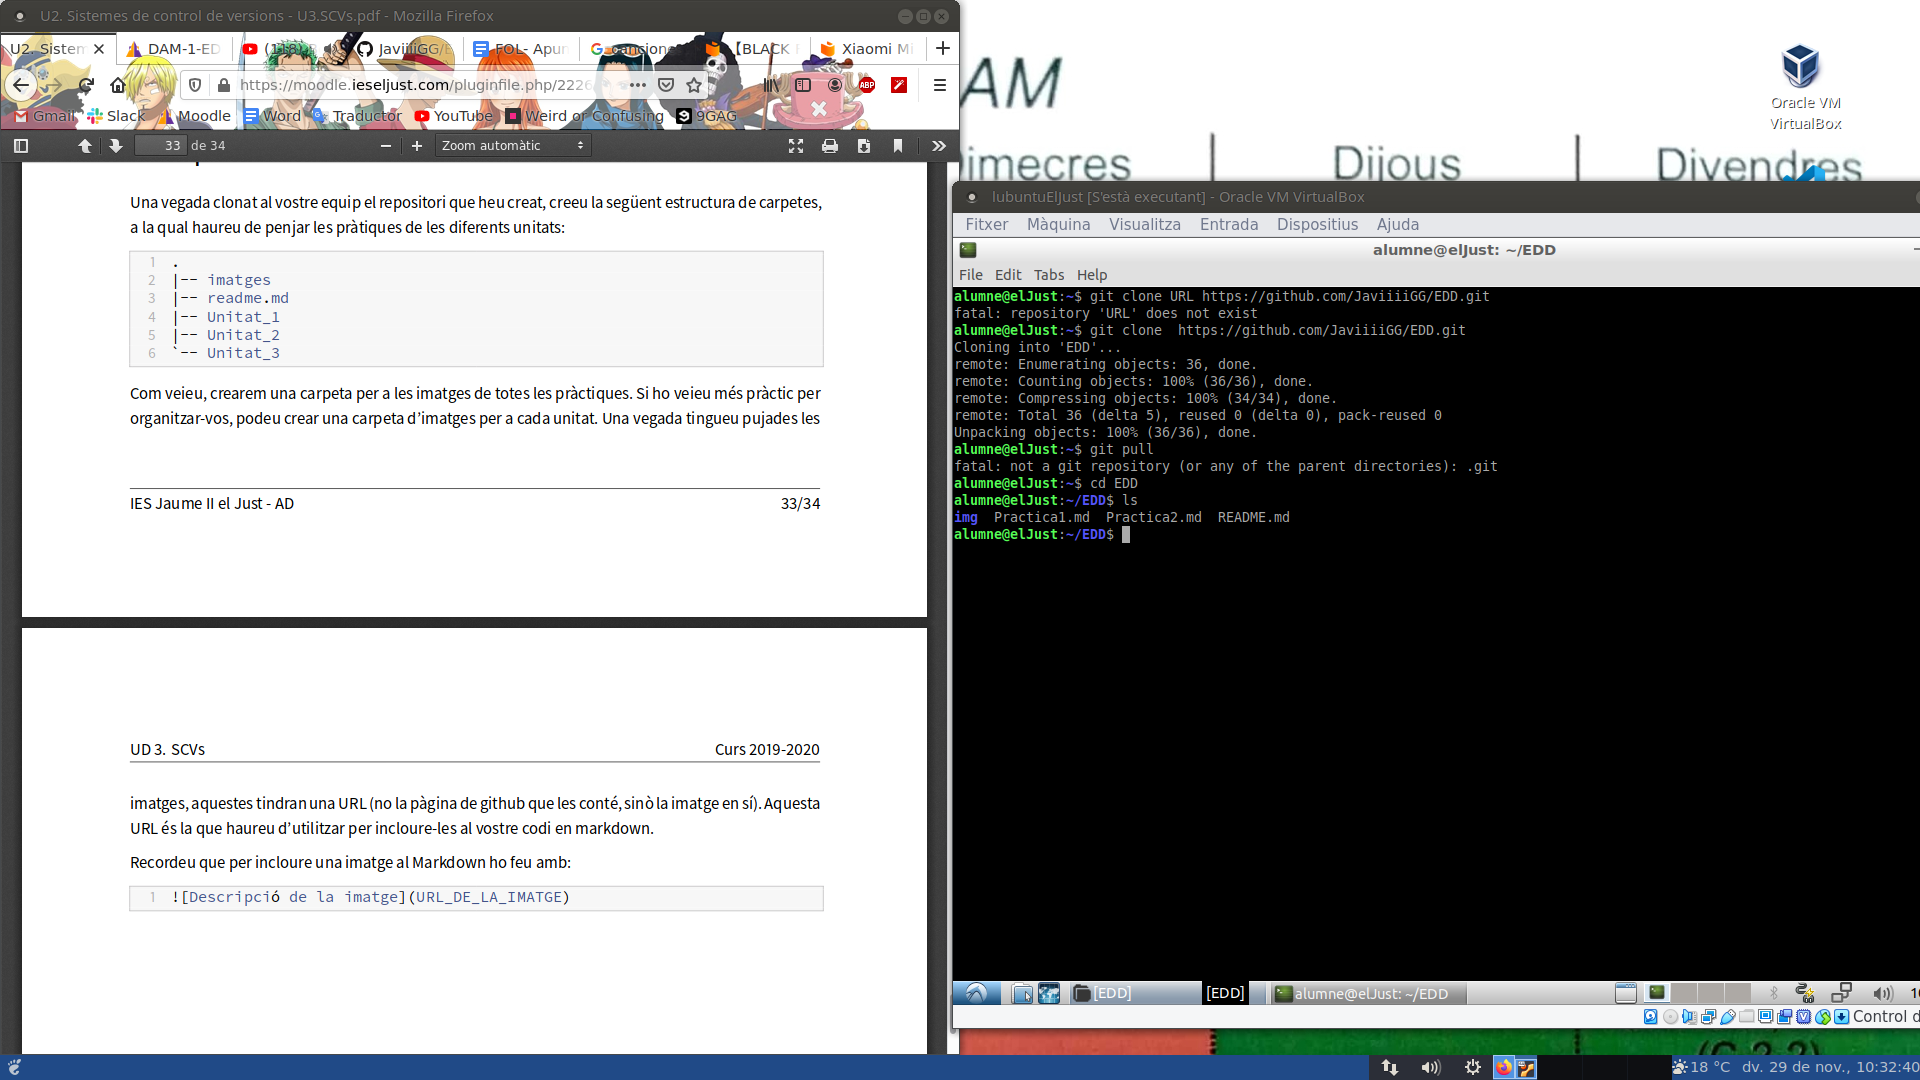 U2. Sistemes de control de versions - U3.SCVs.pdf - Mozilla Firefox
U2. Sistem
DAM-1-ED
JaviiiiGG/E
FOL- Apun
cancione
【BLACK
Xiaomi Mi
https://moodle.ieseljust.com/pluginfile.php/2226
ABP
Gmail
Slack
Moodle
Word
Traductor
YouTube
Weird or Confusing
9GAG
33 de 34
Zoom automàtic
Una vegada clonat al vostre equip el repositori que heu creat, creeu la següent estructura de carpetes,
a la qual haureu de penjar les pràtiques de les diferents unitats:
1 .
2 |-- imatges
3 |-- readme.md
4 |-- Unitat_1
5 |-- Unitat_2
6 `-- Unitat_3
Com veieu, crearem una carpeta per a les imatges de totes les pràctiques. Si ho veieu més pràctic per
organitzar-vos, podeu crear una carpeta d’imatges per a cada unitat. Una vegada tingueu pujades les
IES Jaume II el Just - AD 33/34
UD 3. SCVs Curs 2019-2020
imatges, aquestes tindran una URL (no la pàgina de github que les conté, sinò la imatge en sí). Aquesta
URL és la que haureu d’utilitzar per incloure-les al vostre codi en markdown.
Recordeu que per incloure una imatge al Markdown ho feu amb:
1 ![Descripció de la imatge](URL_DE_LA_IMATGE)
AM
imecres
Dijous
Divendres
Oracle VM
VirtualBox
lubuntuElJust [S'està executant] - Oracle VM VirtualBox
Fitxer Màquina Visualitza Entrada Dispositius Ajuda
alumne@elJust: ~/EDD
File Edit Tabs Help
alumne@elJust:~$ git clone URL https://github.com/JaviiiiGG/EDD.git
fatal: repository 'URL' does not exist
alumne@elJust:~$ git clone  https://github.com/JaviiiiGG/EDD.git
Cloning into 'EDD'...
remote: Enumerating objects: 36, done.
remote: Counting objects: 100% (36/36), done.
remote: Compressing objects: 100% (34/34), done.
remote: Total 36 (delta 5), reused 0 (delta 0), pack-reused 0
Unpacking objects: 100% (36/36), done.
alumne@elJust:~$ git pull
fatal: not a git repository (or any of the parent directories): .git
alumne@elJust:~$ cd EDD
alumne@elJust:~/EDD$ ls
img  Practica1.md  Practica2.md  README.md
alumne@elJust:~/EDD$
[EDD]
[EDD]
alumne@elJust: ~/EDD
Control d
18 °C dv. 29 de nov., 10:32:40